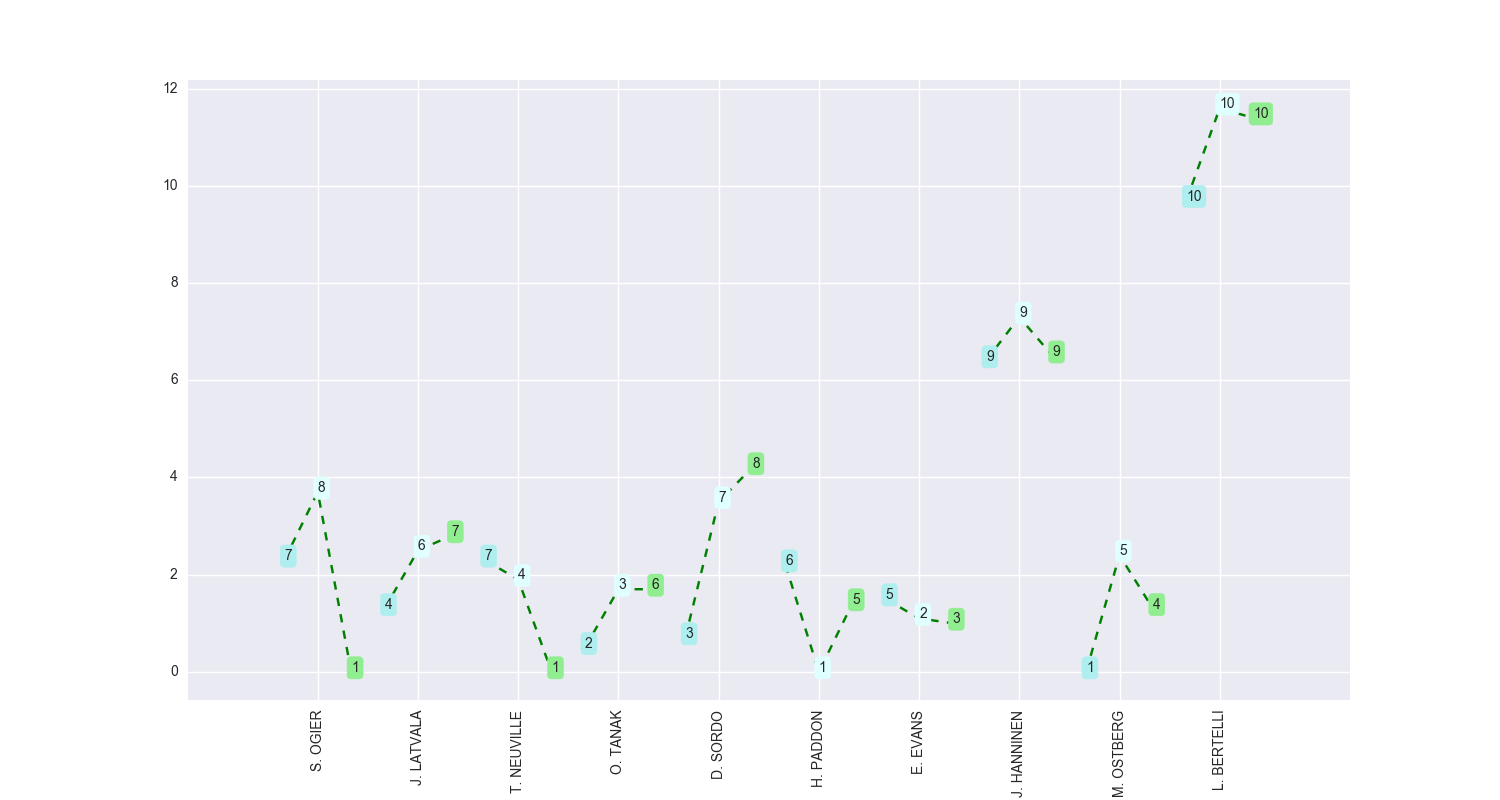 12
10
8
6
4
2
0
7 8 1
4 6 7
7 4 1
2 3 6
3 7 8
6 1 5
5 2 3
9 9 9
1 5 4
10 10 10
S. OGIER
J. LATVALA
T. NEUVILLE
O. TANAK
D. SORDO
H. PADDON
E. EVANS
J. HANNINEN
M. OSTBERG
L. BERTELLI